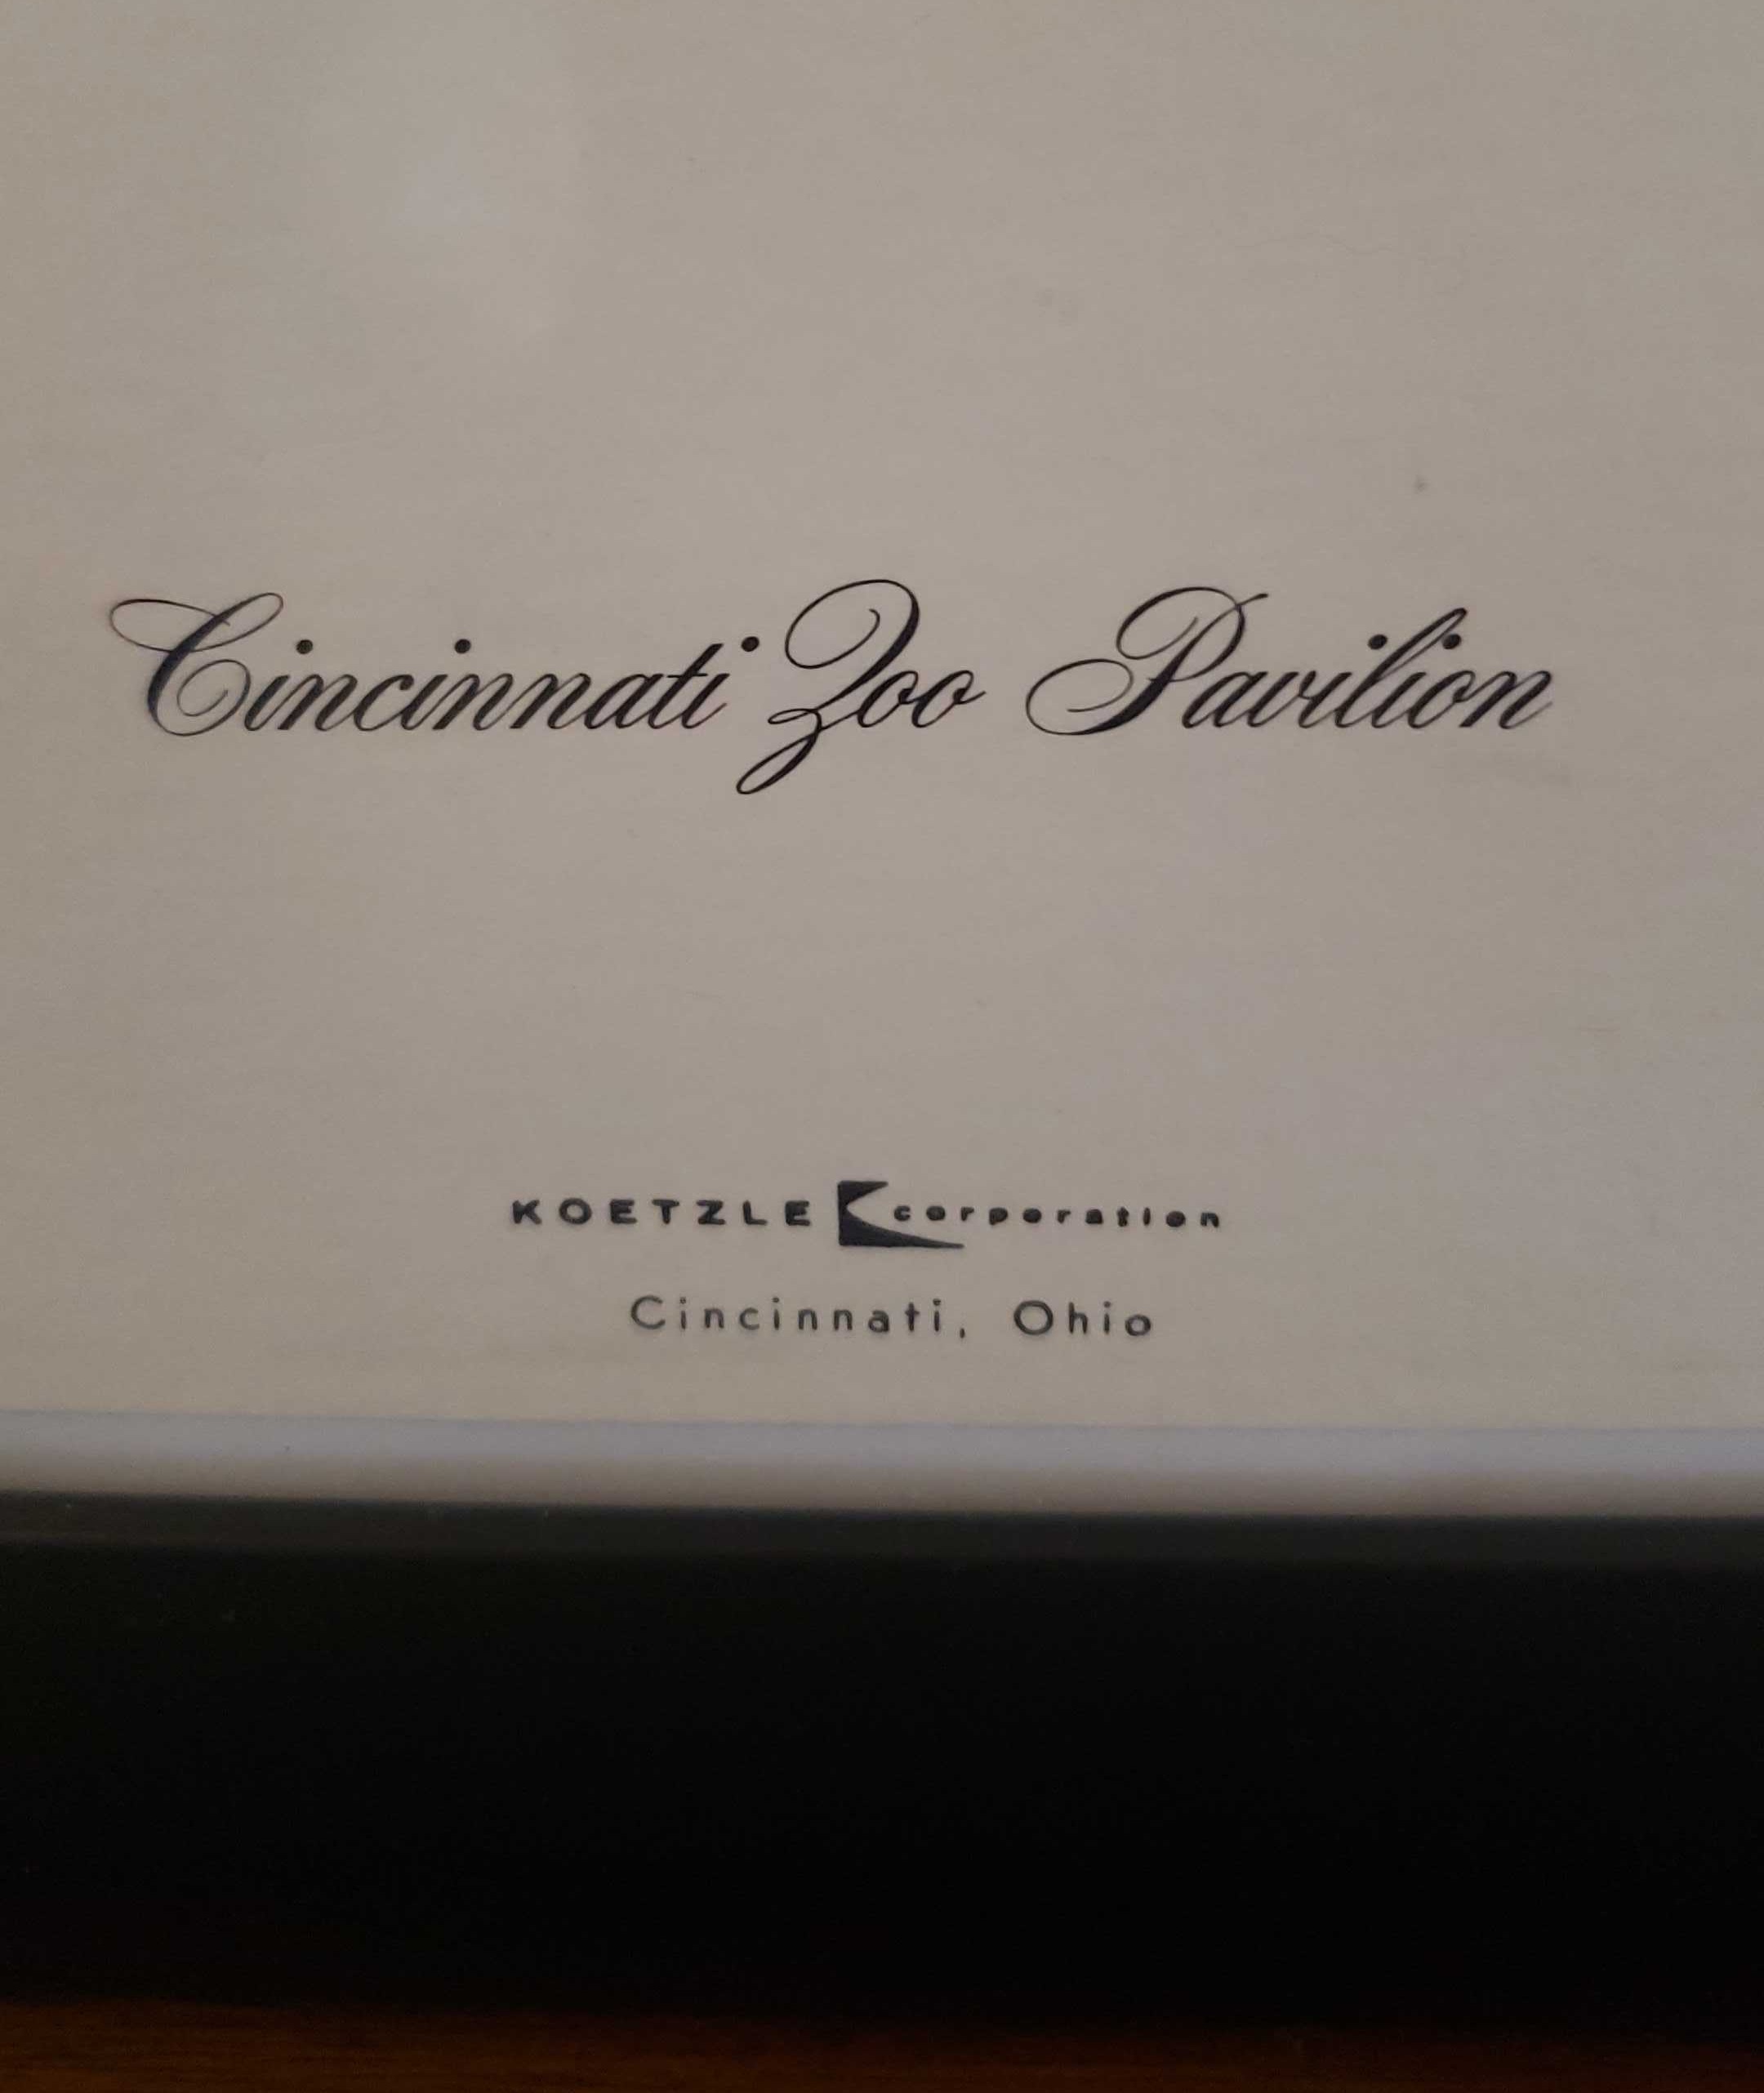 Cincinnati Zoo Pavilion
KOETZLE K corporation
Cincinnati, Ohio